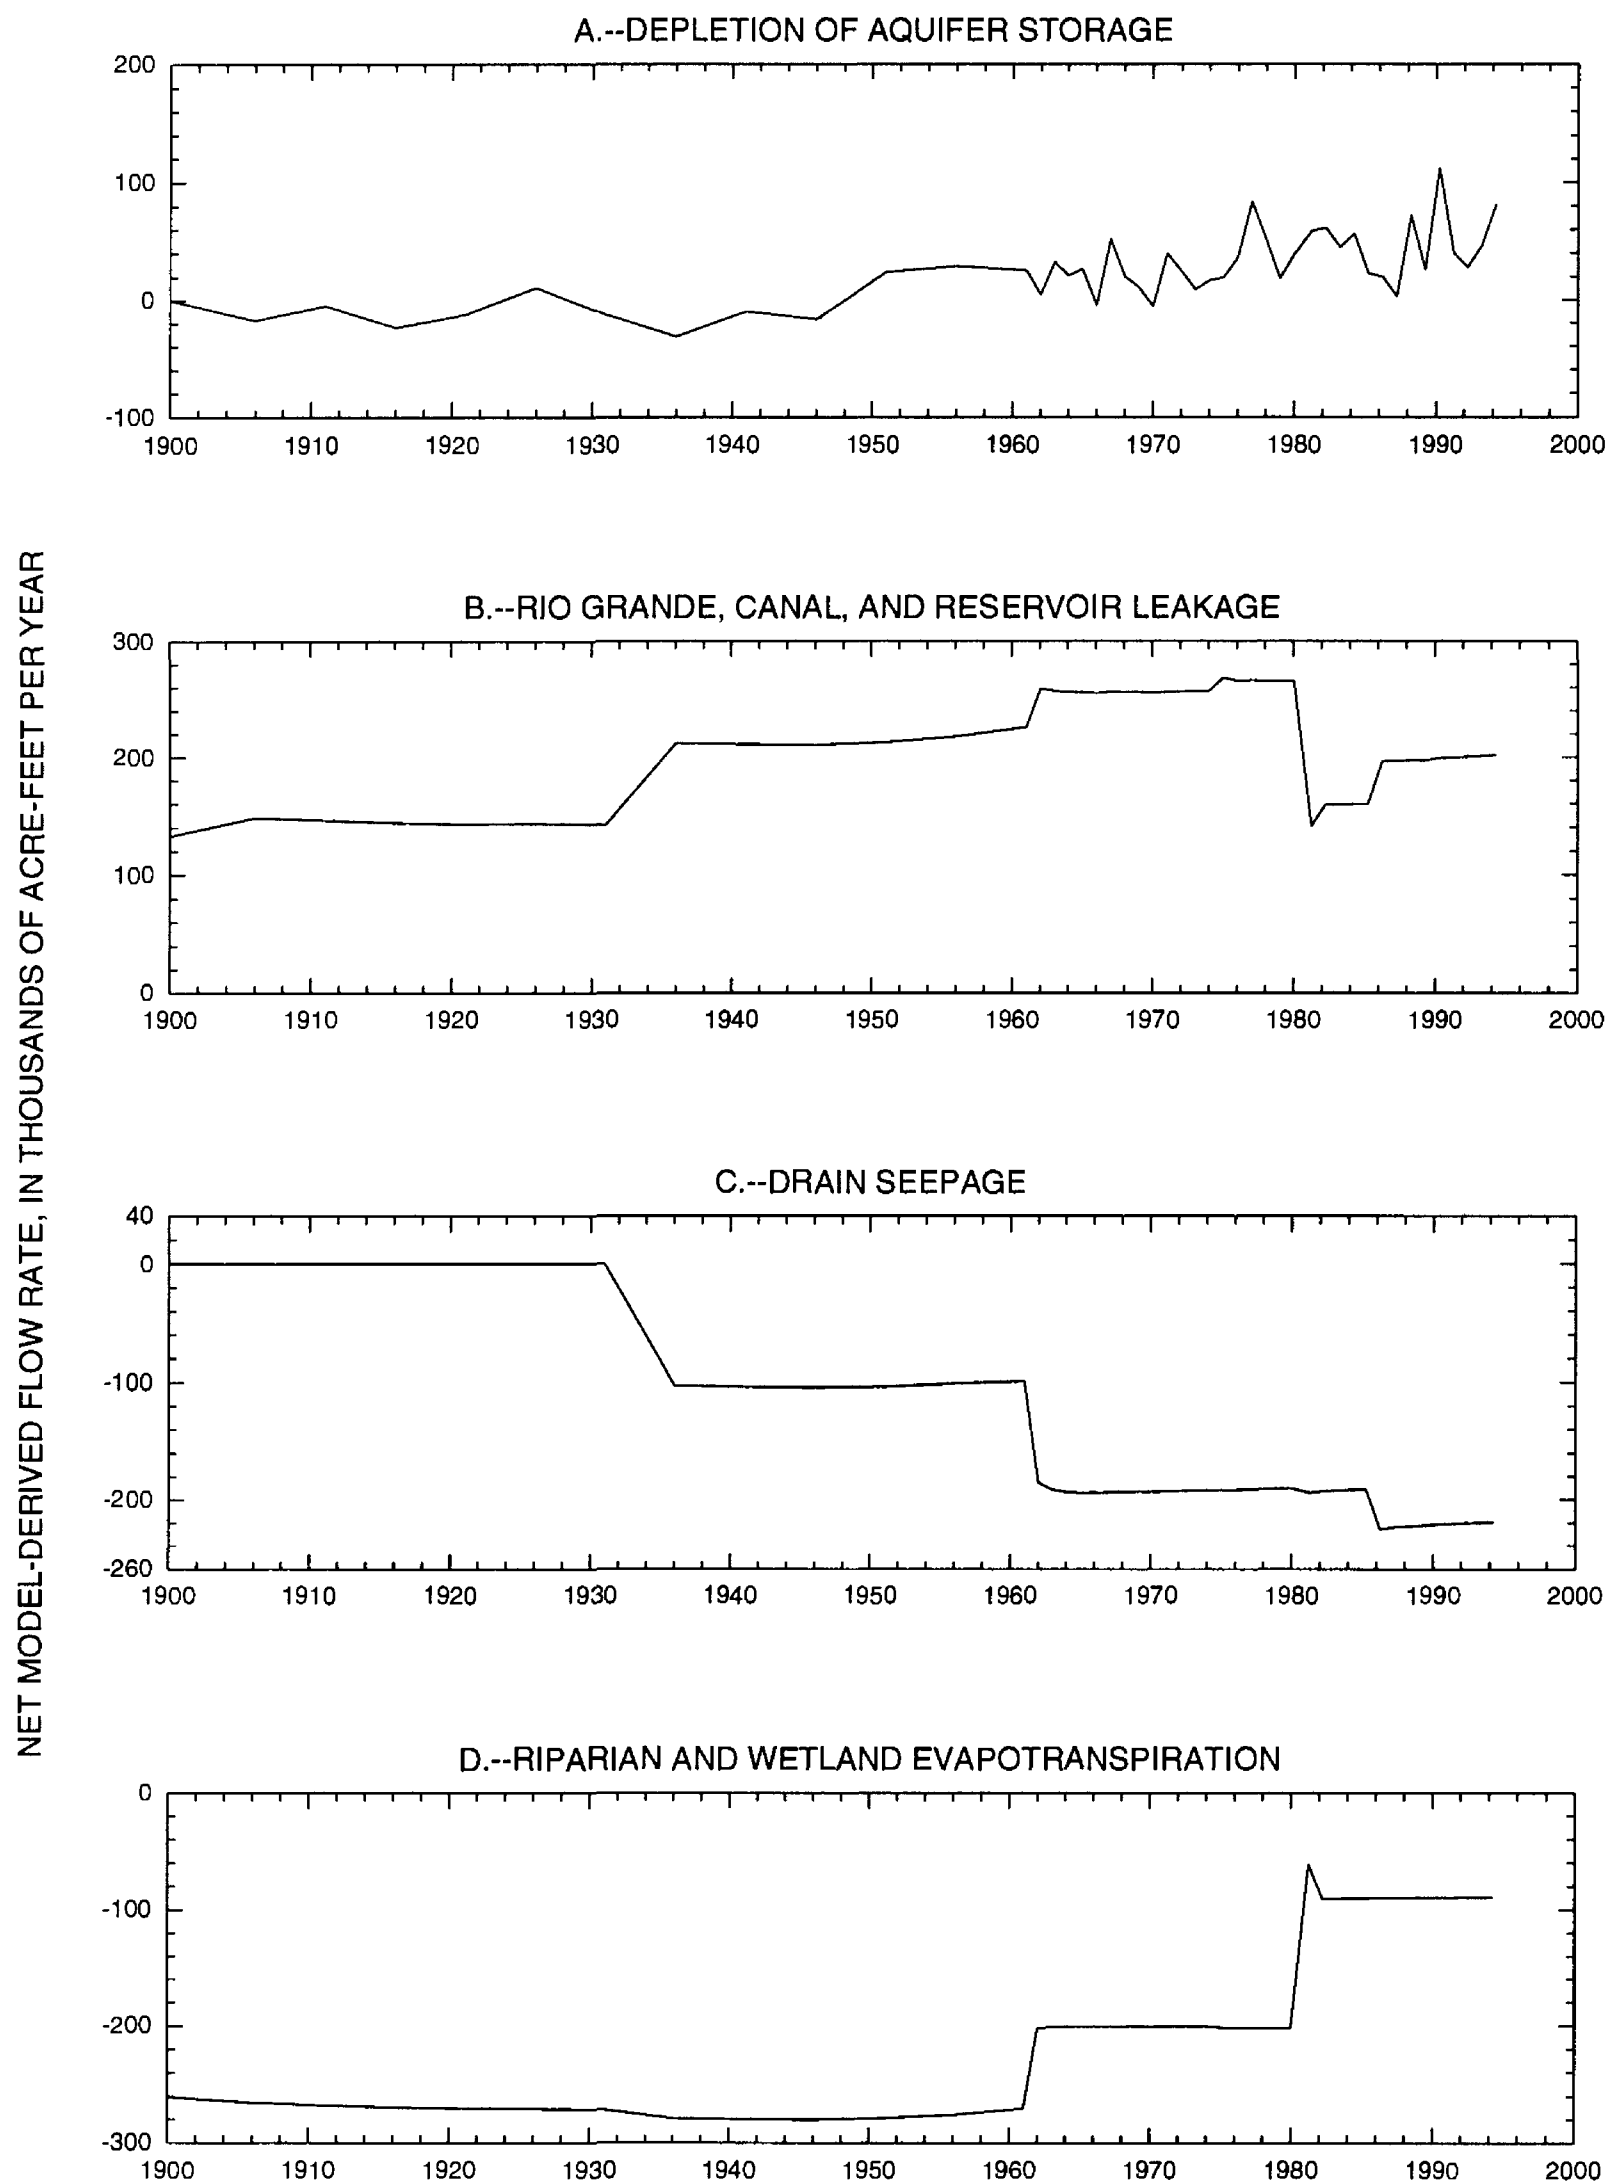 NET MODEL-DERIVED FLOW RATE, IN THOUSANDS OF ACRE-FEET PER YEAR
A.--DEPLETION OF AQUIFER STORAGE
200
100
0
-100
1900 1910 1920 1930 1940 1950 1960 1970 1980 1990 2000
B.--RIO GRANDE, CANAL, AND RESERVOIR LEAKAGE
300
200
100
0
1900 1910 1920 1930 1940 1950 1960 1970 1980 1990 2000
C.--DRAIN SEEPAGE
40
0
-100
-200
-260
1900 1910 1920 1930 1940 1950 1960 1970 1980 1990 2000
D.--RIPARIAN AND WETLAND EVAPOTRANSPIRATION
0
-100
-200
-300
1900 1910 1920 1930 1940 1950 1960 1970 1980 1990 2000